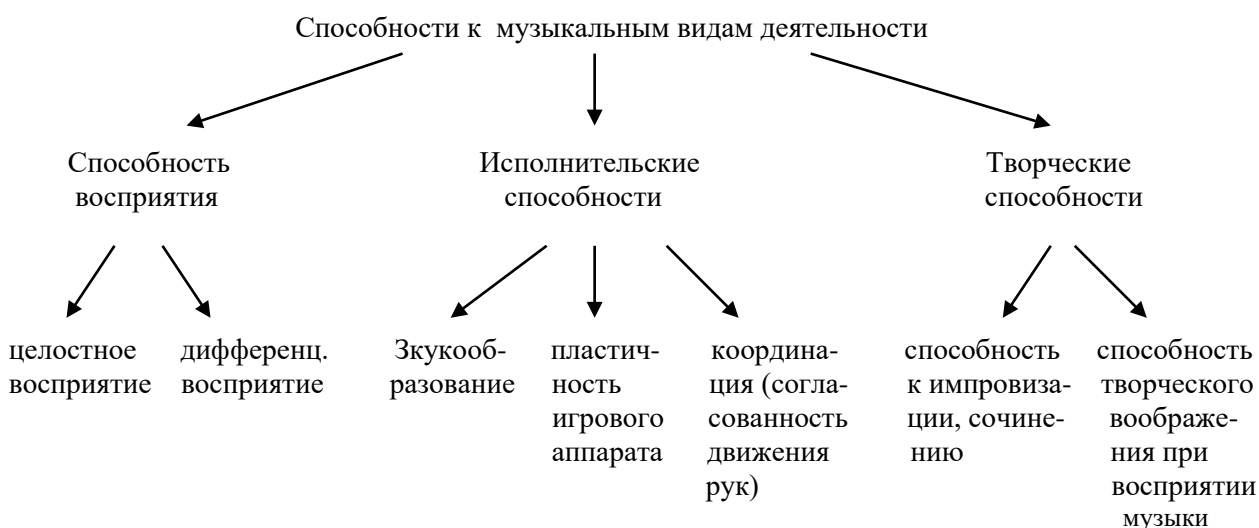 Способности к музыкальным видам деятельности
Способность
восприятия
Исполнительские
способности
Творческие
способности
целостное
восприятие
дифференц.
восприятие
Зкукооб-
разование
пластич-
ность
игрового
аппарата
координа-
ция (согла-
сованность
движения
рук)
способность
к импровиза-
ции, сочине-
нию
способность
творческого
воображе-
ния при
восприятии
музыки